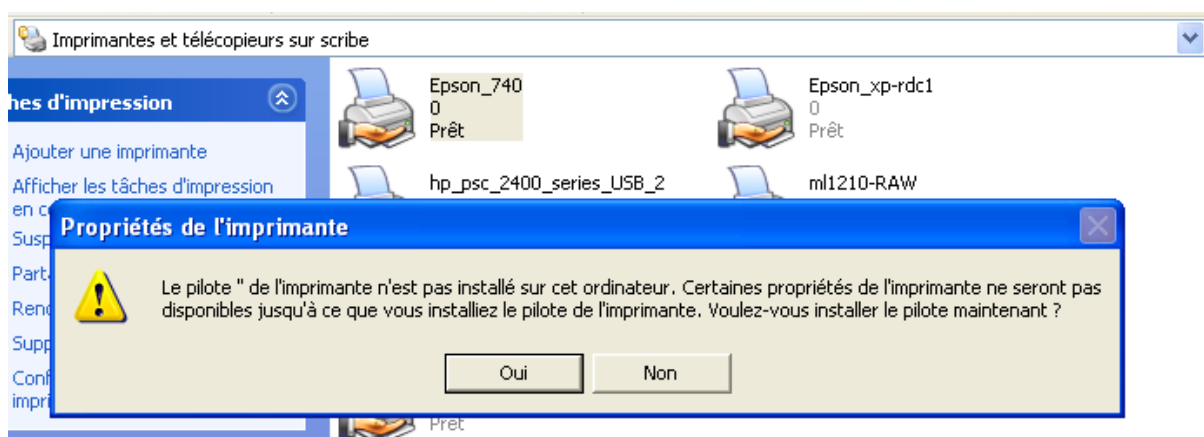 Imprimantes et télécopieurs sur scribe
hes d'impression
Ajouter une imprimante
Afficher les tâches d'impression
en c
Susp
Part
Reno
Supp
Conf
impri
Epson_740
0
Prêt
Epson_xp-rdc1
0
Prêt
hp_psc_2400_series_USB_2
ml1210-RAW
Propriétés de l'imprimante
Le pilote '' de l'imprimante n'est pas installé sur cet ordinateur. Certaines propriétés de l'imprimante ne seront pas
disponibles jusqu'à ce que vous installiez le pilote de l'imprimante. Voulez-vous installer le pilote maintenant ?
Oui
Non
Prêt